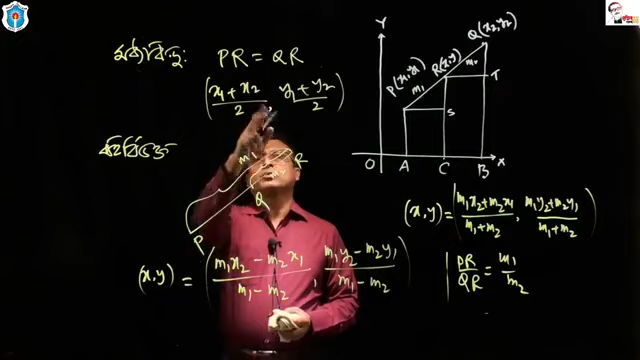 মধ্যবিন্দু: PR = QR
(x₁ + x₂ / 2 , y₁ + y₂ / 2)
বহির্বিভক্ত
m₁ R
Q
P
(x,y) = (m₁x₂ − m₂x₁ / m₁ − m₂ , m₁y₂ − m₂y₁ / m₁ − m₂)
Y
Q(x₂,y₂)
P(x₁,y₁) R(x,y) m₂ T
m₁
S
O A C B X
(x,y) = (m₁x₂+m₂x₁ / m₁+m₂ , m₁y₂+m₂y₁ / m₁+m₂)
PR / QR = m₁ / m₂